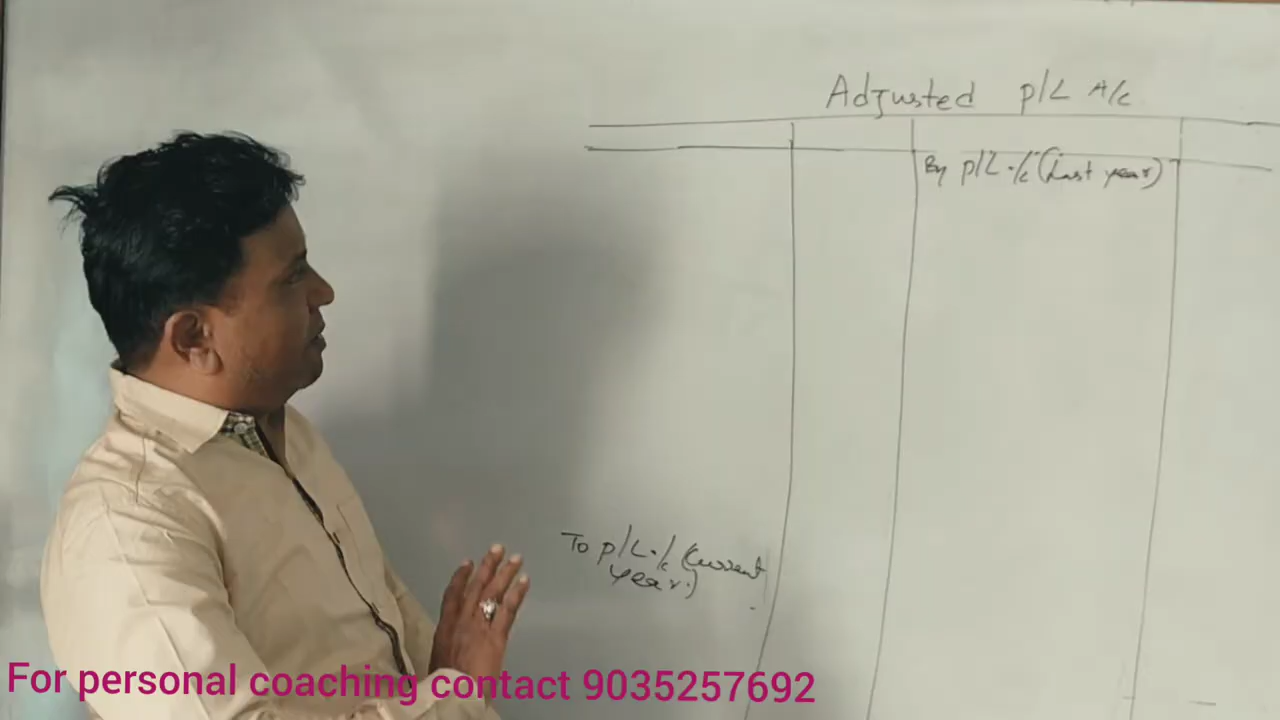 Adjusted P/L A/c
By P/L A/c (Last year)
To P/L A/c (Current
year)
For personal coaching contact 9035257692